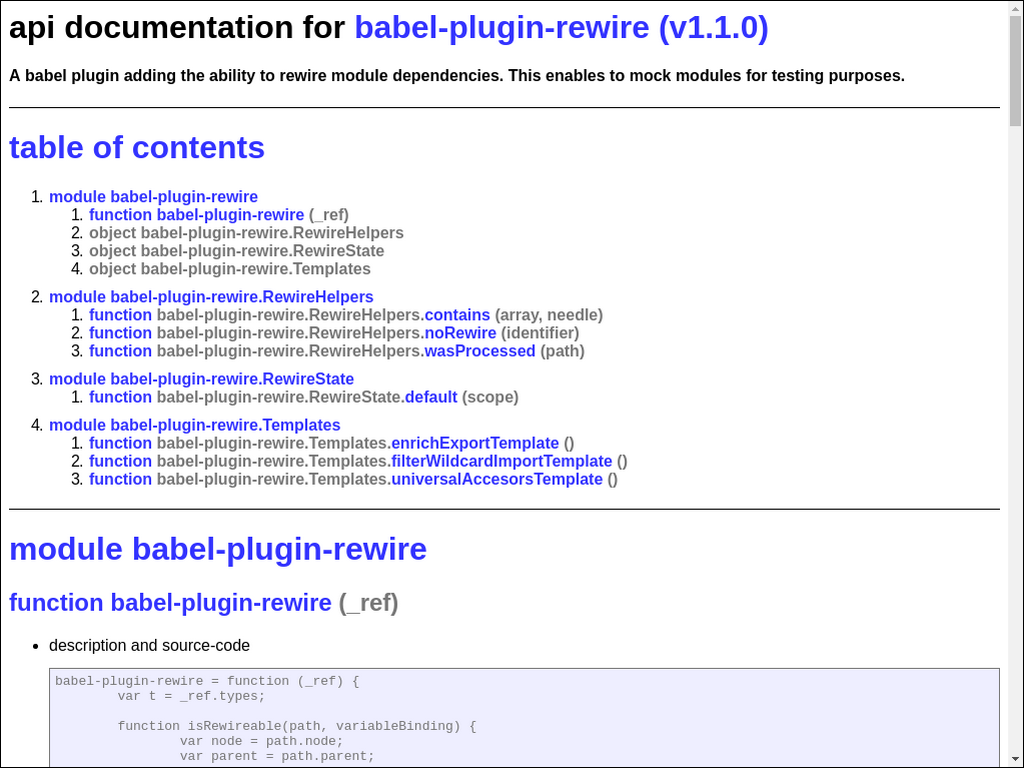 api documentation for babel-plugin-rewire (v1.1.0)
A babel plugin adding the ability to rewire module dependencies. This enables to mock modules for testing purposes.
table of contents
1. module babel-plugin-rewire
1. function babel-plugin-rewire (_ref)
2. object babel-plugin-rewire.RewireHelpers
3. object babel-plugin-rewire.RewireState
4. object babel-plugin-rewire.Templates
2. module babel-plugin-rewire.RewireHelpers
1. function babel-plugin-rewire.RewireHelpers.contains (array, needle)
2. function babel-plugin-rewire.RewireHelpers.noRewire (identifier)
3. function babel-plugin-rewire.RewireHelpers.wasProcessed (path)
3. module babel-plugin-rewire.RewireState
1. function babel-plugin-rewire.RewireState.default (scope)
4. module babel-plugin-rewire.Templates
1. function babel-plugin-rewire.Templates.enrichExportTemplate ()
2. function babel-plugin-rewire.Templates.filterWildcardImportTemplate ()
3. function babel-plugin-rewire.Templates.universalAccesorsTemplate ()
module babel-plugin-rewire
function babel-plugin-rewire (_ref)
• description and source-code
babel-plugin-rewire = function (_ref) {
var t = _ref.types;
function isRewireable(path, variableBinding) {
var node = path.node;
var parent = path.parent;